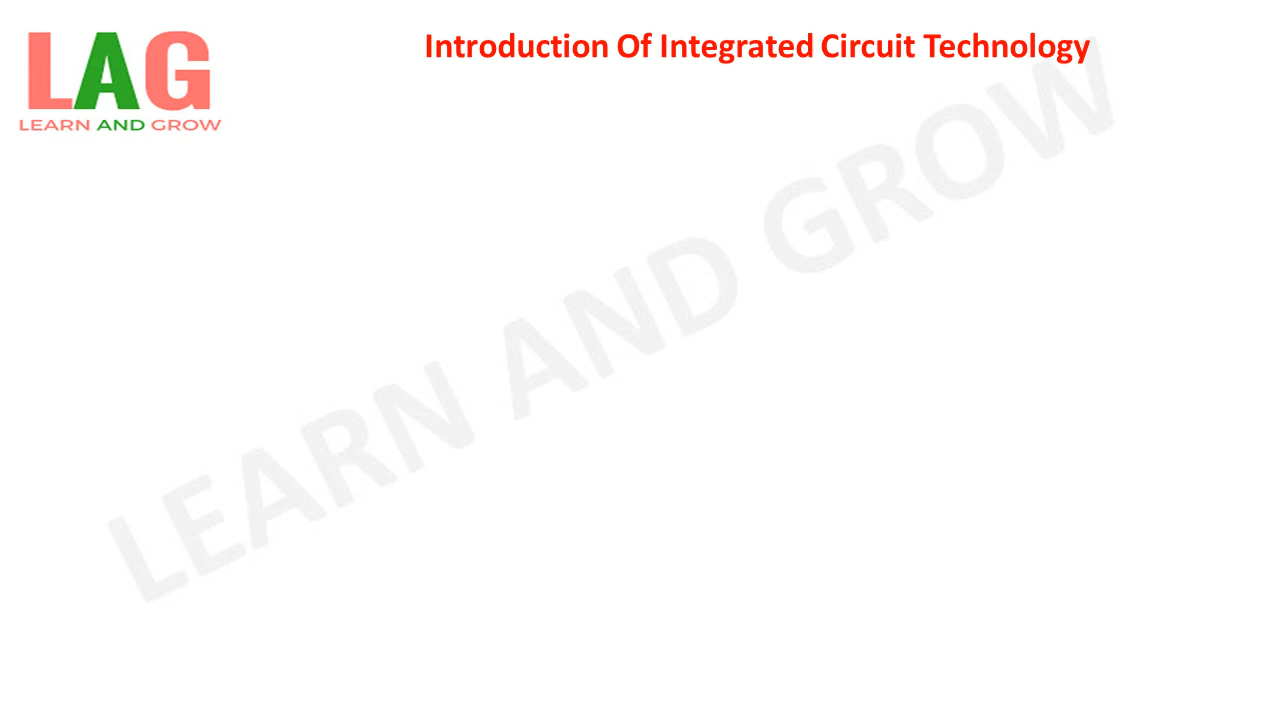 LAG
LEARN AND GROW
Introduction Of Integrated Circuit Technology
LEARN AND GROW